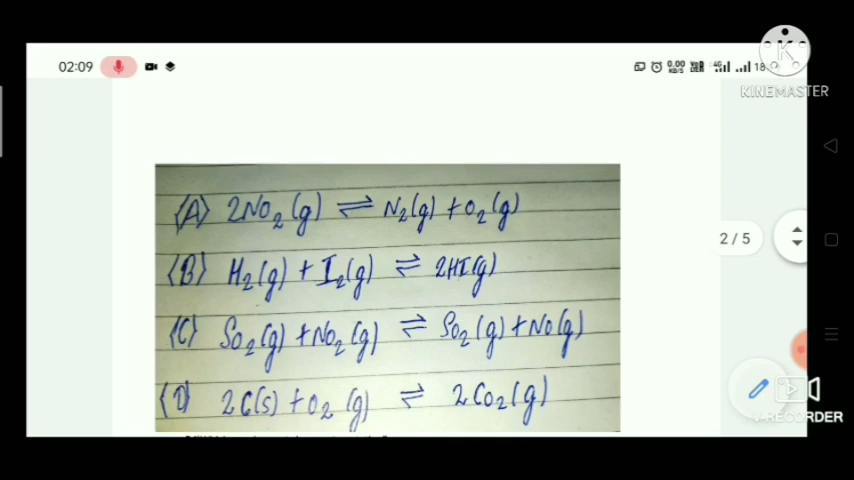 02:09
KINEMASTER
2 / 5
(A) 2NO₂(g) ⇌ N₂(g) + O₂(g)
(B) H₂(g) + I₂(g) ⇌ 2HI(g)
(C) SO₂(g) + NO₂(g) ⇌ SO₂(g) + NO(g)
(D) 2C(s) + O₂(g) ⇌ 2CO₂(g)
V-RECORDER